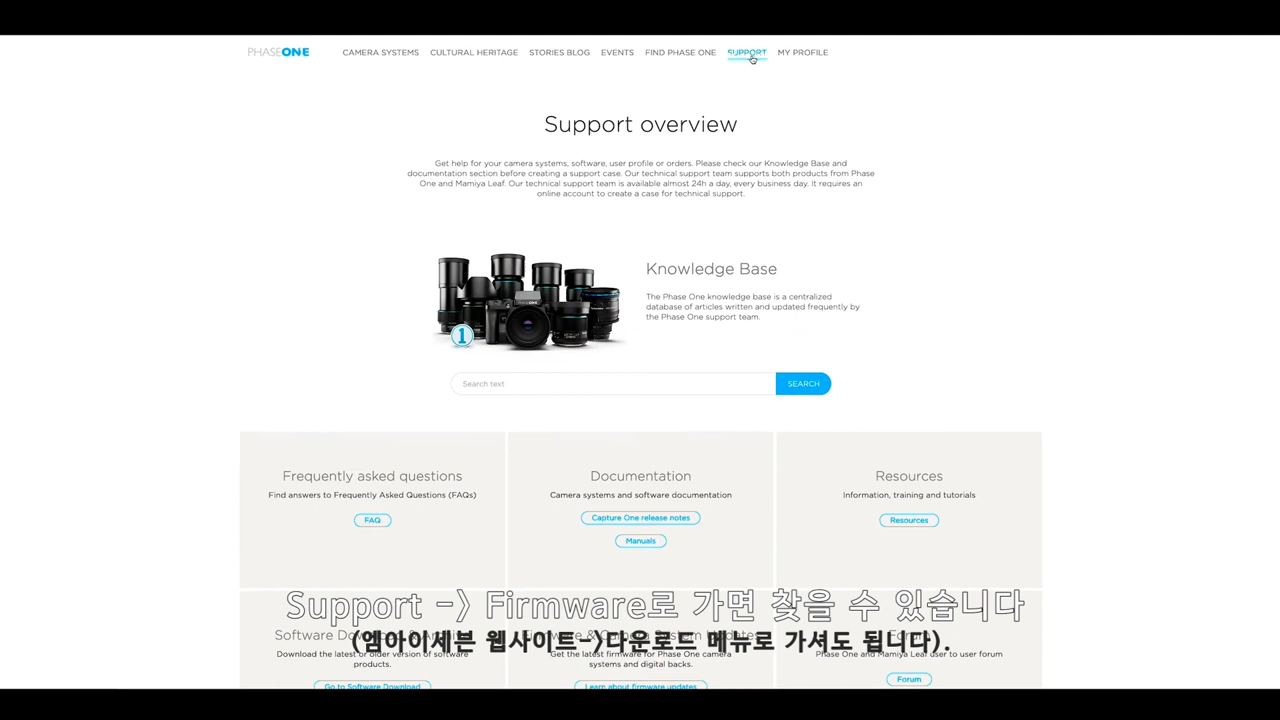 PHASEONE
CAMERA SYSTEMS CULTURAL HERITAGE STORIES BLOG EVENTS FIND PHASE ONE SUPPORT MY PROFILE
Support overview
Get help for your camera systems, software, user profile or orders. Please check our Knowledge Base and
documentation section before creating a support case. Our technical support team supports both products from Phase
One and Mamiya Leaf. Our technical support team is available almost 24h a day, every business day. It requires an
online account to create a case for technical support.
Knowledge Base
The Phase One knowledge base is a centralized
database of articles written and updated frequently by
the Phase One support team.
1
Search text
SEARCH
Frequently asked questions
Find answers to Frequently Asked Questions (FAQs)
FAQ
Documentation
Camera systems and software documentation
Capture One release notes
Manuals
Resources
Information, training and tutorials
Resources
Support -> Firmware로 가면 찾을 수 있습니다
(엠아이세븐 웹사이트->다운로드 메뉴로 가셔도 됩니다).
Software
Download the latest or older version of software
products.
Go to Software Download
Get the latest firmware for Phase One camera
systems and digital backs.
Learn about firmware updates
Phase One and Mamiya Leaf user to user forum
Forum